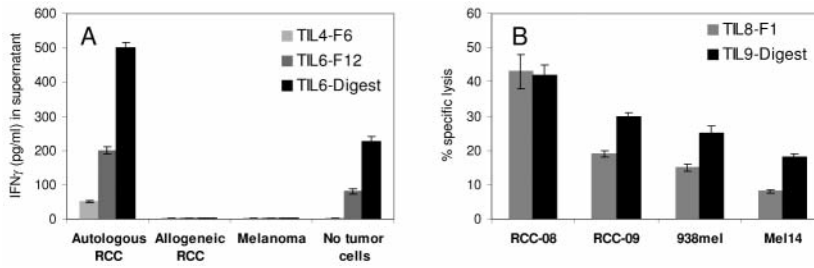 A
IFNγ (pg/ml) in supernatant
600
500
400
300
200
100
0
TIL4-F6
TIL6-F12
TIL6-Digest
Autologous RCC
Allogeneic RCC
Melanoma
No tumor cells
B
% specific lysis
60
50
40
30
20
10
0
TIL8-F1
TIL9-Digest
RCC-08
RCC-09
938mel
Mel14